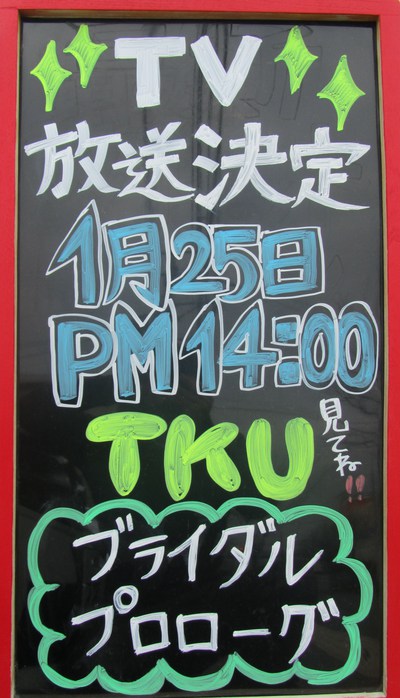 TV
放送決定
1月25日
PM14:00
TKU
見てね!!
ブライダル
プロローグ